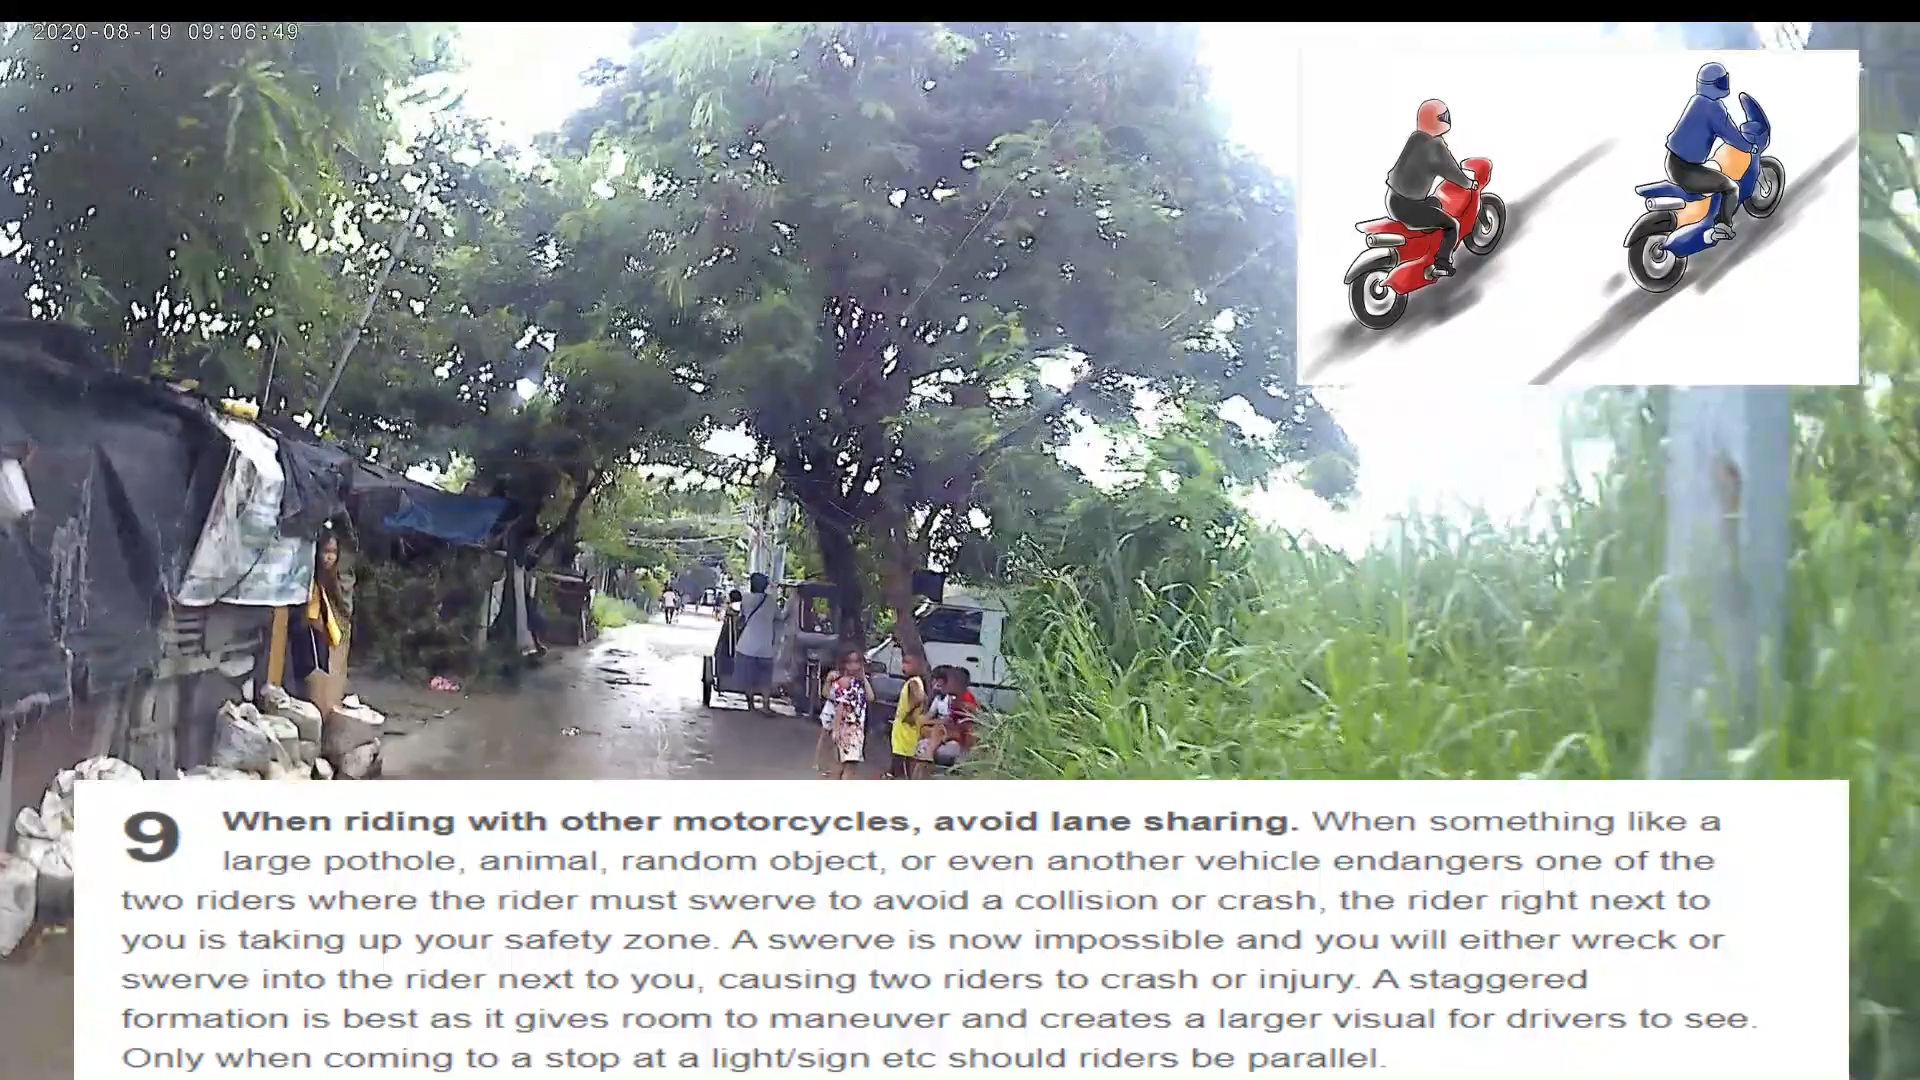 2020-08-19 09:06:49
9 When riding with other motorcycles, avoid lane sharing. When something like a
large pothole, animal, random object, or even another vehicle endangers one of the
two riders where the rider must swerve to avoid a collision or crash, the rider right next to
you is taking up your safety zone. A swerve is now impossible and you will either wreck or
swerve into the rider next to you, causing two riders to crash or injury. A staggered
formation is best as it gives room to maneuver and creates a larger visual for drivers to see.
Only when coming to a stop at a light/sign etc should riders be parallel.